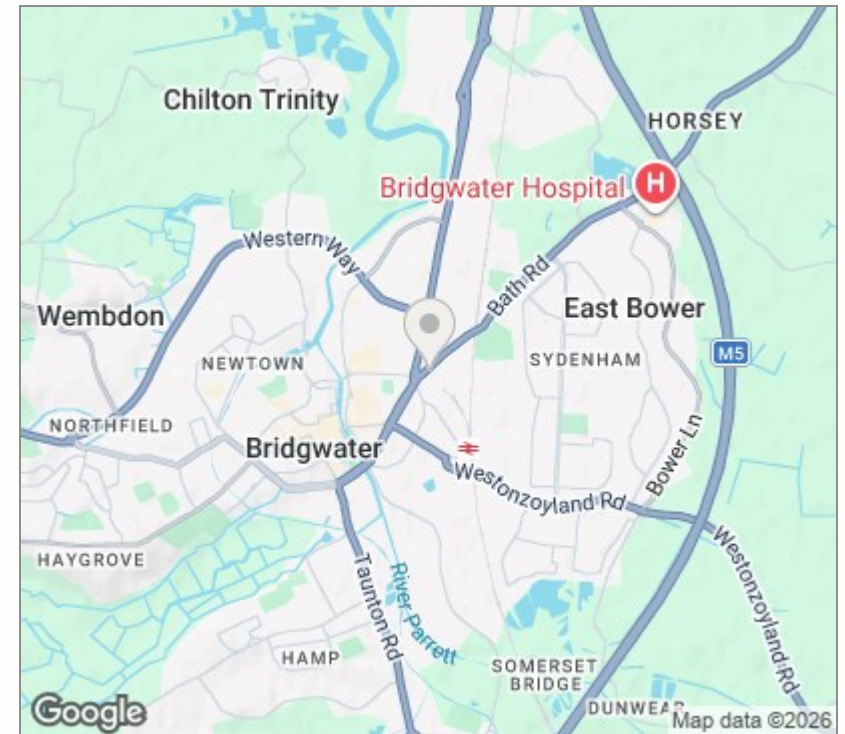 Chilton Trinity
HORSEY
Bridgwater Hospital
H
Western Way
Bath Rd
Wembdon
East Bower
M5
NEWTOWN
SYDENHAM
NORTHFIELD
Bridgwater
Bower Ln
Westonzoyland Rd
HAYGROVE
Taunton Rd
River Parrett
Westonzoyland Rd
HAMP
SOMERSET
BRIDGE
DUNWEAR
Google
Map data ©2026